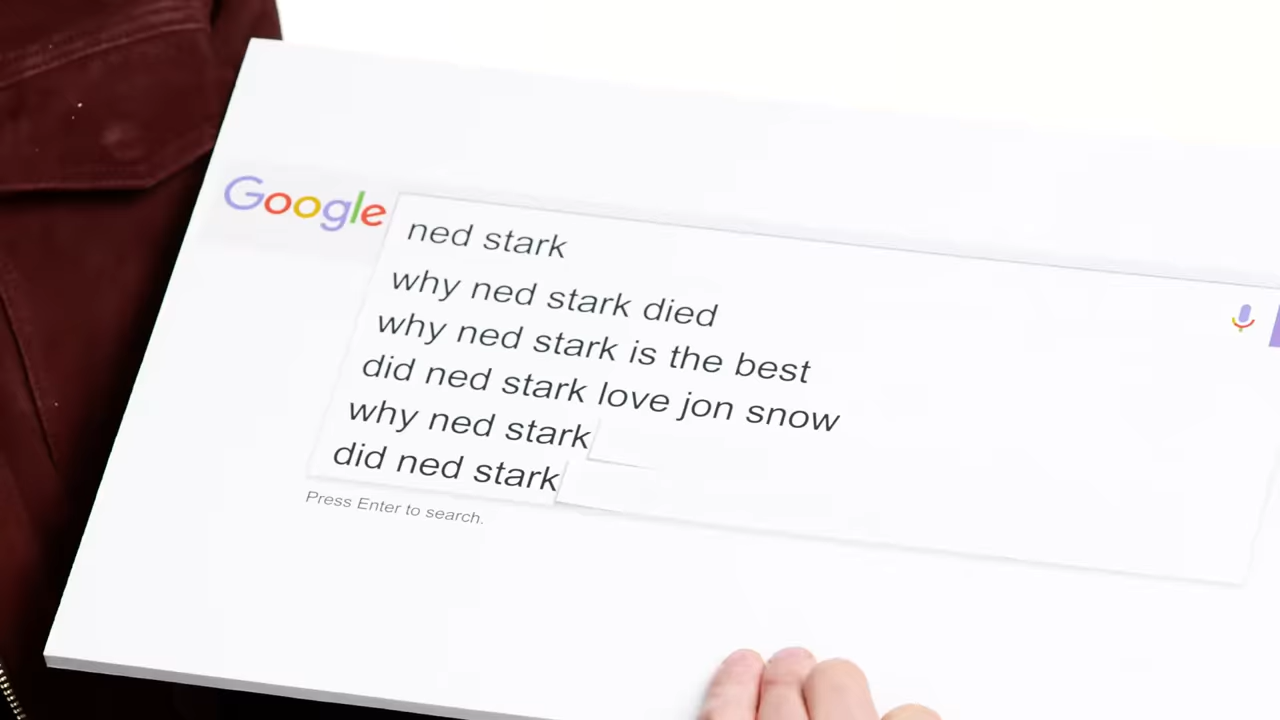 Google
ned stark
why ned stark died
why ned stark is the best
did ned stark love jon snow
why ned stark
did ned stark
Press Enter to search.